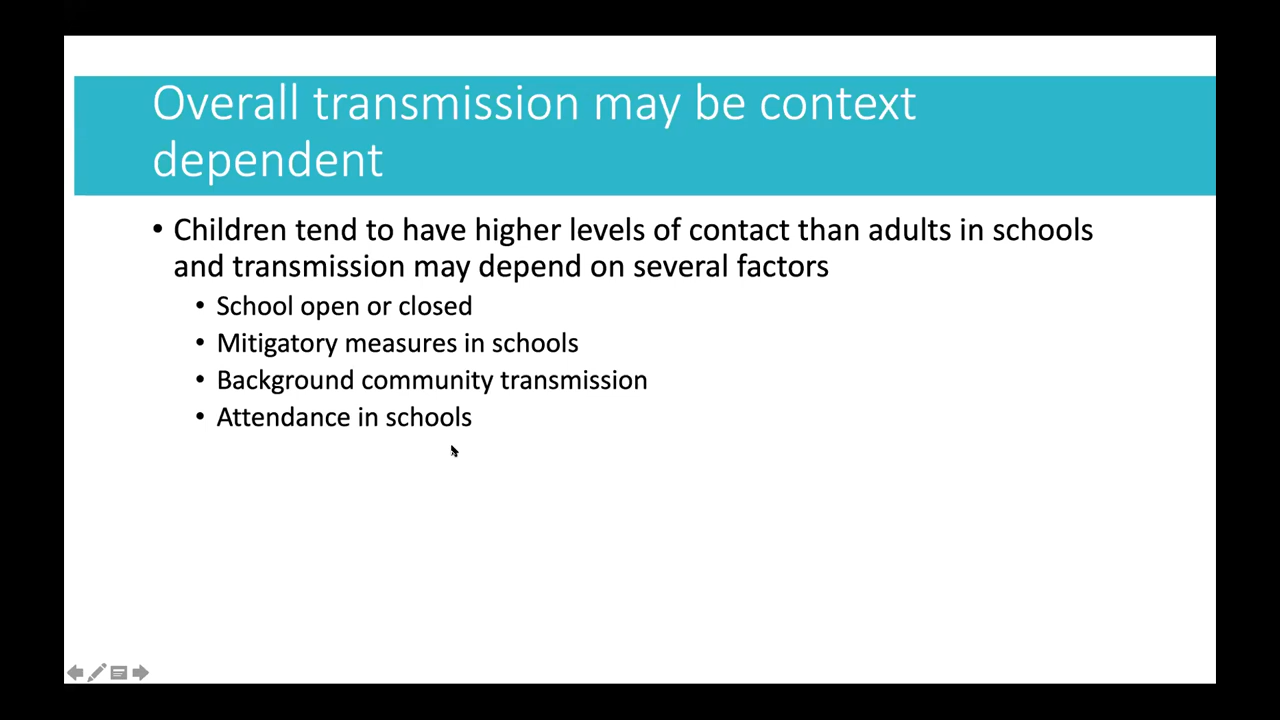 Overall transmission may be context
dependent
• Children tend to have higher levels of contact than adults in schools
and transmission may depend on several factors
• School open or closed
• Mitigatory measures in schools
• Background community transmission
• Attendance in schools